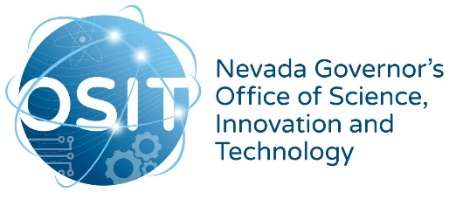 OSIT
Nevada Governor's
Office of Science,
Innovation and
Technology